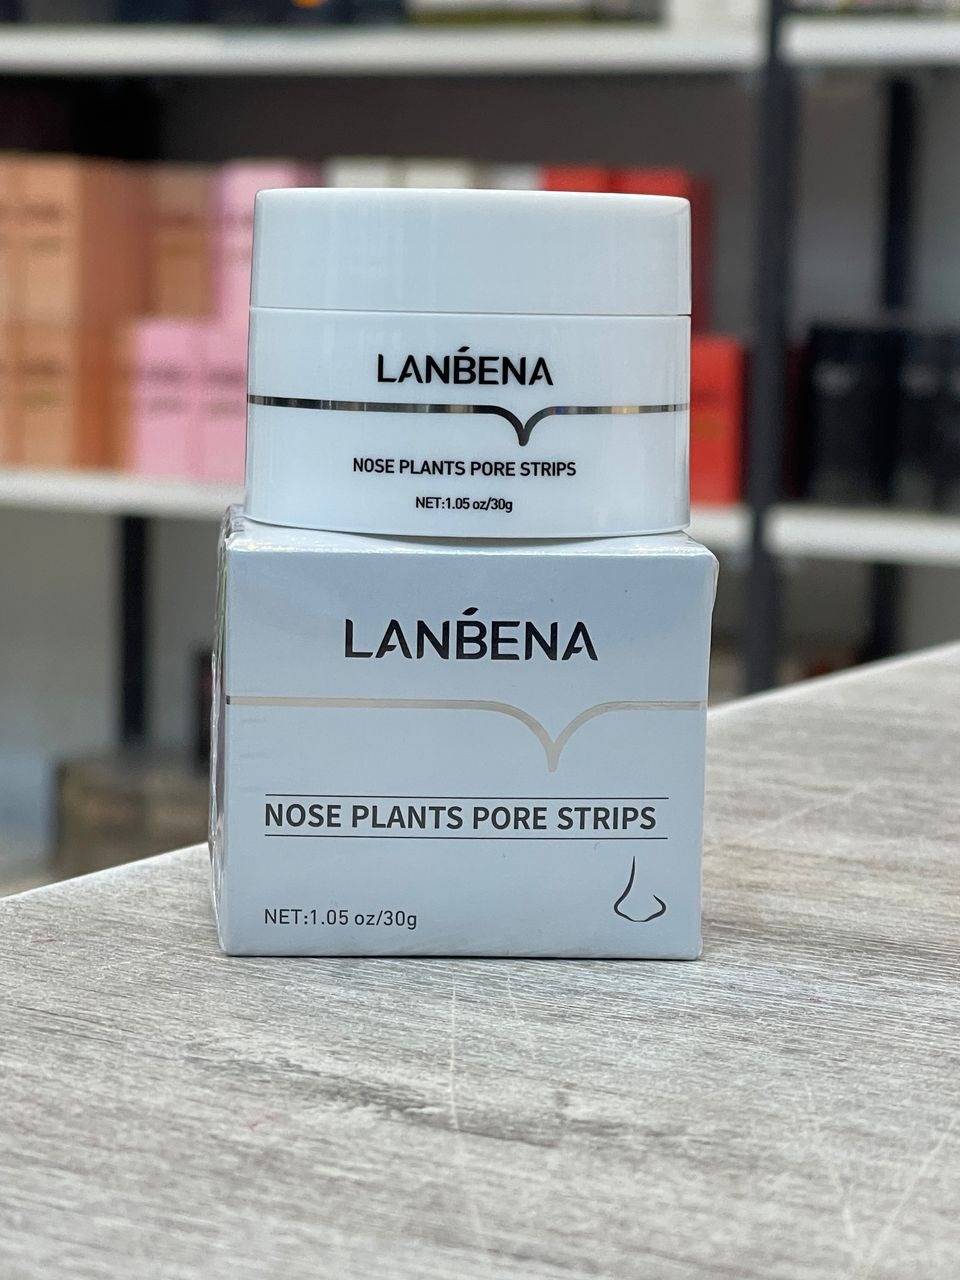 LANBENA
NOSE PLANTS PORE STRIPS
NET:1.05 oz/30g
LANBENA
NOSE PLANTS PORE STRIPS
NET:1.05 oz/30g